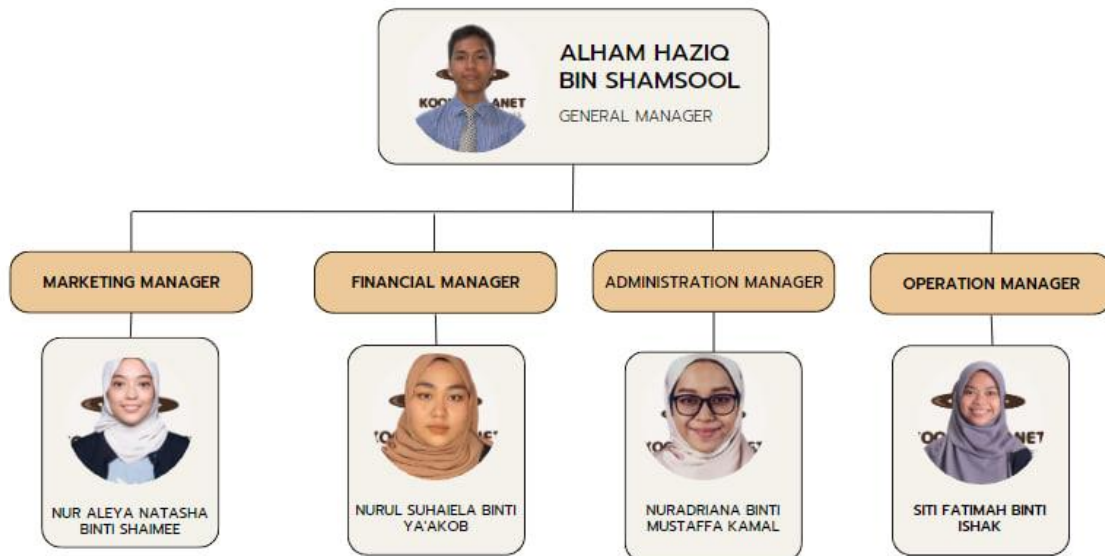 ALHAM HAZIQ
BIN SHAMSOOL
GENERAL MANAGER
MARKETING MANAGER
FINANCIAL MANAGER
ADMINISTRATION MANAGER
OPERATION MANAGER
NUR ALEYA NATASHA
BINTI SHAIMEE
NURUL SUHAIELA BINTI
YA'AKOB
NURADRIANA BINTI
MUSTAFFA KAMAL
SITI FATIMAH BINTI
ISHAK